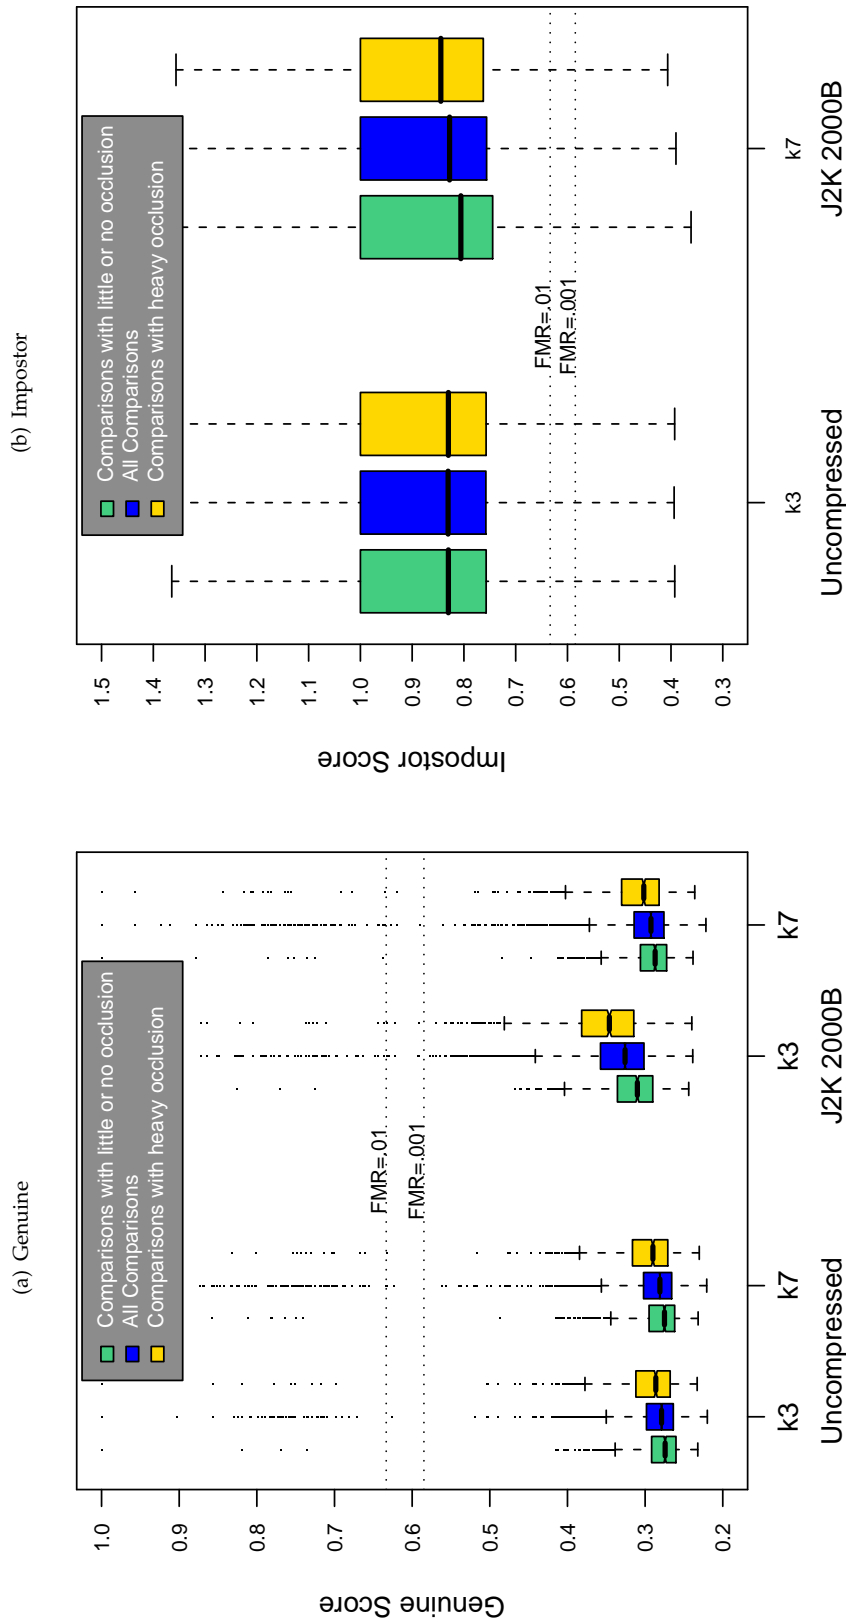 (a) Genuine
Genuine Score
1.0
0.9
0.8
0.7
0.6
0.5
0.4
0.3
0.2
Comparisons with little or no occlusion
All Comparisons
Comparisons with heavy occlusion
FMR=.01
FMR=.001
k3
k7
k3
k7
Uncompressed
J2K 2000B
(b) Impostor
Impostor Score
1.5
1.4
1.3
1.2
1.1
1.0
0.9
0.8
0.7
0.6
0.5
0.4
0.3
Comparisons with little or no occlusion
All Comparisons
Comparisons with heavy occlusion
FMR=.01
FMR=.001
k3
k7
Uncompressed
J2K 2000B